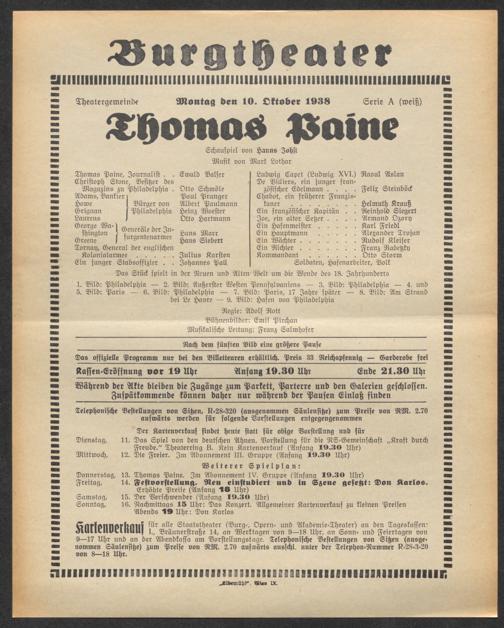 Burgtheater
Theatergemeinde Montag den 10. Oktober 1938 Serie A (weiß)
Thomas Paine
Schauspiel von Hanns Johst
Musik von Mark Lothar
Thomas Paine, Journalist . . Ewald Balser
Christoph Stone, Besitzer des
Magazins zu Philadelphia . Otto Schmöle
Adams, Bankier Paul Pranger
Howe Bürger von Albert Paulmann
Grignan Philadelphia Heinz Woester
Laurens Otto Hartmann
George Wa-
shington Generäle der In- Hans Marr
Greene surgentenarmee Hans Siebert
Tornay, General der englischen
Kolonialarmee . . . . Julius Karsten
Ein junger Stabsoffizier . . Johannes Pall
Ludwig Capet (Ludwig XVI.) Raoul Aslan
De Villiers, ein junger fran-
zösischer Edelmann . . . . Felix Steinböck
Chabot, ein früherer Franzis-
kaner . . . . Helmuth Krauß
Ein französischer Kapitän . Reinhold Siegert
Joe, ein alter Seher . . . Armand Ozory
Ein Hofenmeister . . . . Karl Friedl
Ein Hauptmann . . . Alexander Trojan
Ein Wächter . . . . Rudolf Kleiser
Ein Richter . . . . Franz Rabetzky
Kommandant . . . . Otto Storm
Soldaten, Hafenarbeiter, Volk
Das Stück spielt in der Neuen und Alten Welt um die Wende des 18. Jahrhunderts
1. Bild: Philadelphia — 2. Bild: Äußerster Westen Pennsylvaniens — 3. Bild: Philadelphia — 4. und
5. Bild: Paris — 6. Bild: Philadelphia — 7. Bild: Paris, 17 Jahre später — 8. Bild: Am Strand
bei Le Havre — 9. Bild: Hafen von Philadelphia
Regie: Adolf Rott
Bühnenbilder: Emil Pirchan
Musikalische Leitung: Franz Salmhofer
Nach dem fünften Bild eine größere Pause
Das offizielle Programm nur bei den Billetteuren erhältlich. Preis 33 Reichspfennig — Garderobe frei
Kassen-Eröffnung vor 19 Uhr Anfang 19.30 Uhr Ende 21.30 Uhr
Während der Akte bleiben die Zugänge zum Parkett, Parterre und den Galerien geschlossen.
Zuspätkommende können daher nur während der Pausen Einlaß finden
Telephonische Bestellungen von Sitzen, R-28-320 (ausgenommen Säulensitze) zum Preise von RM. 2.70
aufwärts werden für folgende Vorstellungen entgegengenommen
Der Kartenverkauf findet heute statt für obige Vorstellung und für
Dienstag, 11. Das Spiel von den deutschen Ahnen. Vorstellung für die NS-Gemeinschaft „Kraft durch
Freude." Theaterring B. Kein Kartenverkauf (Anfang 19.30 Uhr)
Mittwoch, 12. Die Freier. Im Abonnement III. Gruppe (Anfang 19.30 Uhr)
Weiterer Spielplan:
Donnerstag, 13. Thomas Paine. Im Abonnement IV. Gruppe (Anfang 19.30 Uhr)
Freitag, 14. Festvorstellung. Neu einstudiert und in Szene gesetzt: Don Karlos.
Erhöhte Preise (Anfang 18 Uhr)
Samstag, 15. Der Verschwender (Anfang 19.30 Uhr)
Sonntag, 16. Nachmittags 15 Uhr: Das Konzert. Allgemeiner Kartenverkauf zu kleinen Preisen
Abends 19 Uhr: Don Karlos
Kartenverkauf für alle Staatstheater (Burg-, Opern- und Akademie-Theater) an den Tageskassen:
I., Bräunerstraße 14, an Werktagen von 9—18 Uhr, an Sonn- und Feiertagen von
9—17 Uhr und an der Abendkassa am Vorstellungstage. Telephonische Bestellungen von Sitzen (ausge-
nommen Säulensitze) zum Preise von RM. 2.70 aufwärts ausschl. unter der Telephon-Nummer R-28-3-20
von 8—18 Uhr.
„Elbemühl", Wien IX.